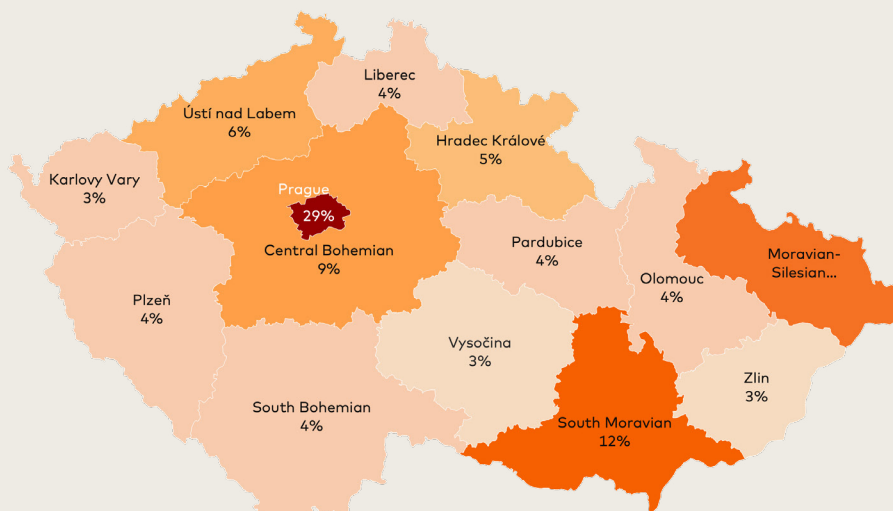 Liberec
4%
Ústí nad Labem
6%
Hradec Králové
5%
Karlovy Vary
3%
Prague
29%
Central Bohemian
9%
Pardubice
4%
Moravian-
Silesian...
Olomouc
4%
Plzeň
4%
Vysočina
3%
Zlin
3%
South Bohemian
4%
South Moravian
12%